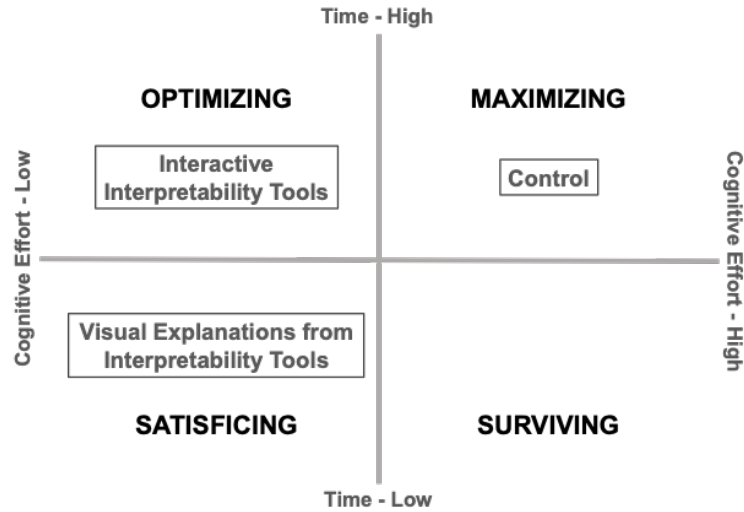 Time - High
OPTIMIZING
MAXIMIZING
Interactive
Interpretability Tools
Control
Cognitive Effort - Low
Cognitive Effort - High
Visual Explanations from
Interpretability Tools
SATISFICING
SURVIVING
Time - Low